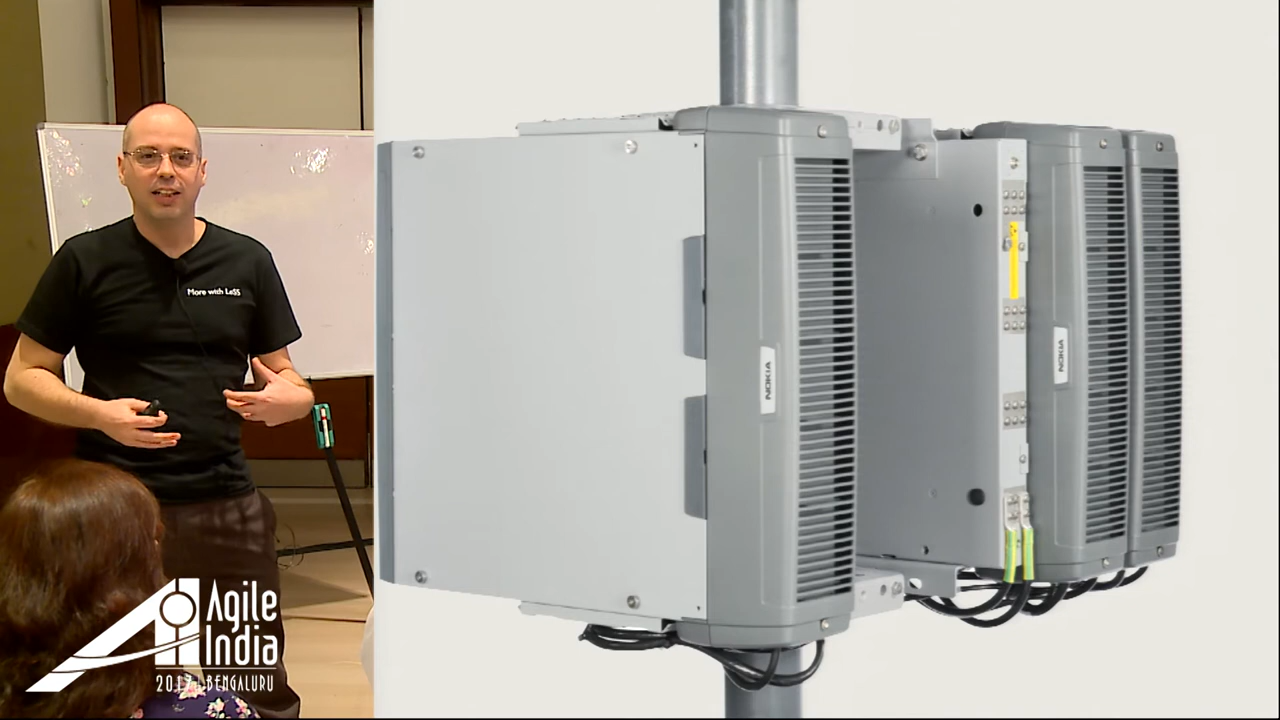 More with LeSS
NOKIA
NOKIA
Agile
India
2017 | BENGALURU